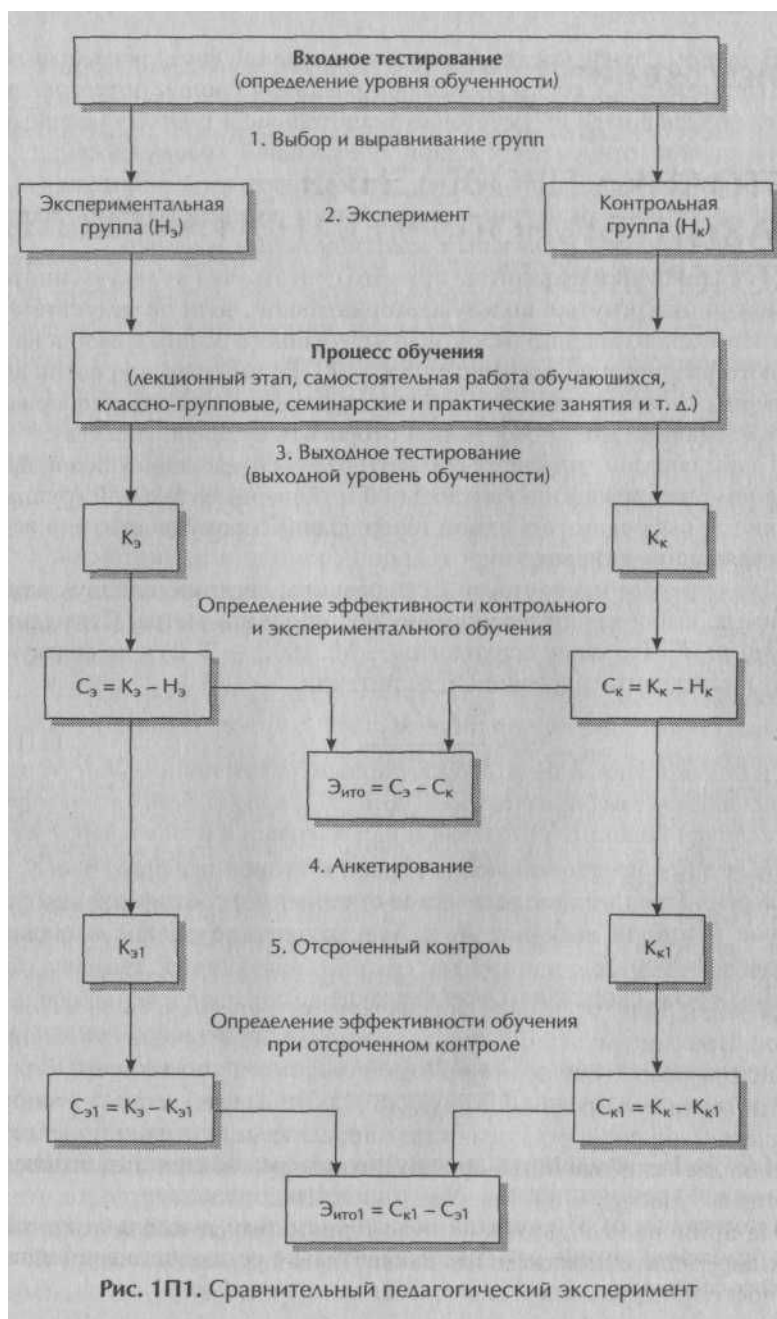 Входное тестирование
(определение уровня обученности)
1. Выбор и выравнивание групп
Экспериментальная
группа (Нэ)
2. Эксперимент
Контрольная
группа (Нк)
Процесс обучения
(лекционный этап, самостоятельная работа обучающихся,
классно-групповые, семинарские и практические занятия и т. д.)
3. Выходное тестирование
(выходной уровень обученности)
Кэ
Кк
Определение эффективности контрольного
и экспериментального обучения
Сэ = Кэ – Нэ
Ск = Кк – Нк
Эито = Сэ – Ск
4. Анкетирование
Кэ1
5. Отсроченный контроль
Кк1
Определение эффективности обучения
при отсроченном контроле
Сэ1 = Кэ – Кэ1
Ск1 = Кк – Кк1
Эито1 = Ск1 – Сэ1
Рис. 1П1. Сравнительный педагогический эксперимент